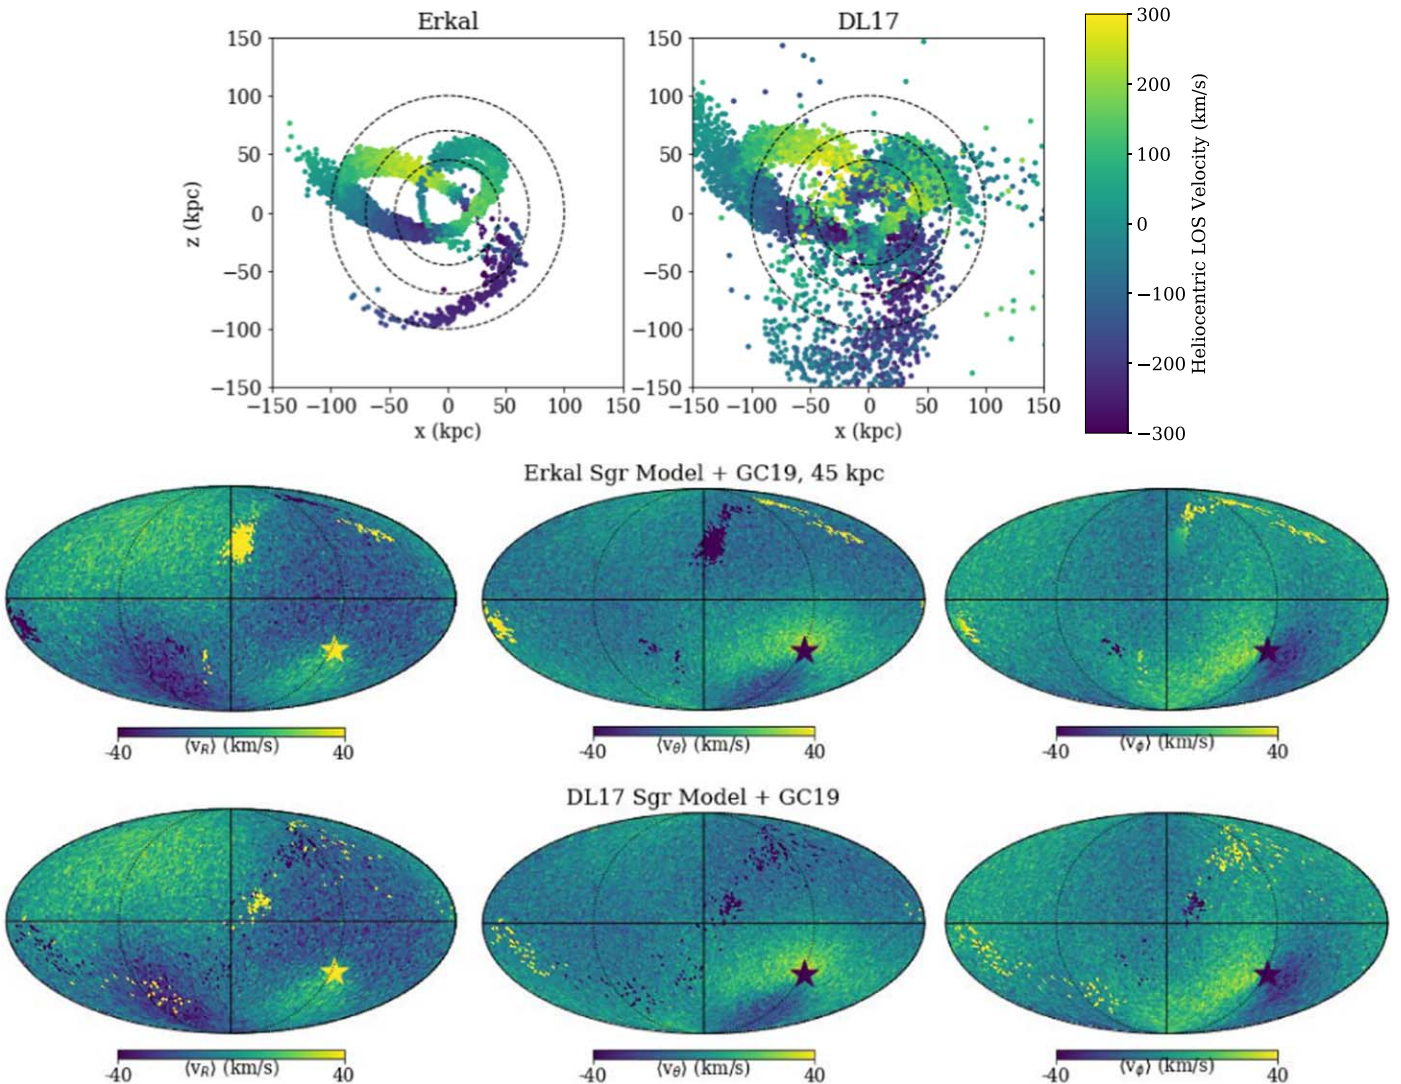 Erkal
DL17
150
100
50
0
−50
−100
−150
z (kpc)
−150 −100 −50 0 50 100 150
x (kpc)
150
100
50
0
−50
−100
−150
−150 −100 −50 0 50 100 150
x (kpc)
300
200
100
0
−100
−200
−300
Heliocentric LOS Velocity (km/s)
Erkal Sgr Model + GC19, 45 kpc
-40 ⟨v_R⟩ (km/s) 40
-40 ⟨v_θ⟩ (km/s) 40
-40 ⟨v_ϕ⟩ (km/s) 40
DL17 Sgr Model + GC19
-40 ⟨v_R⟩ (km/s) 40
-40 ⟨v_θ⟩ (km/s) 40
-40 ⟨v_ϕ⟩ (km/s) 40